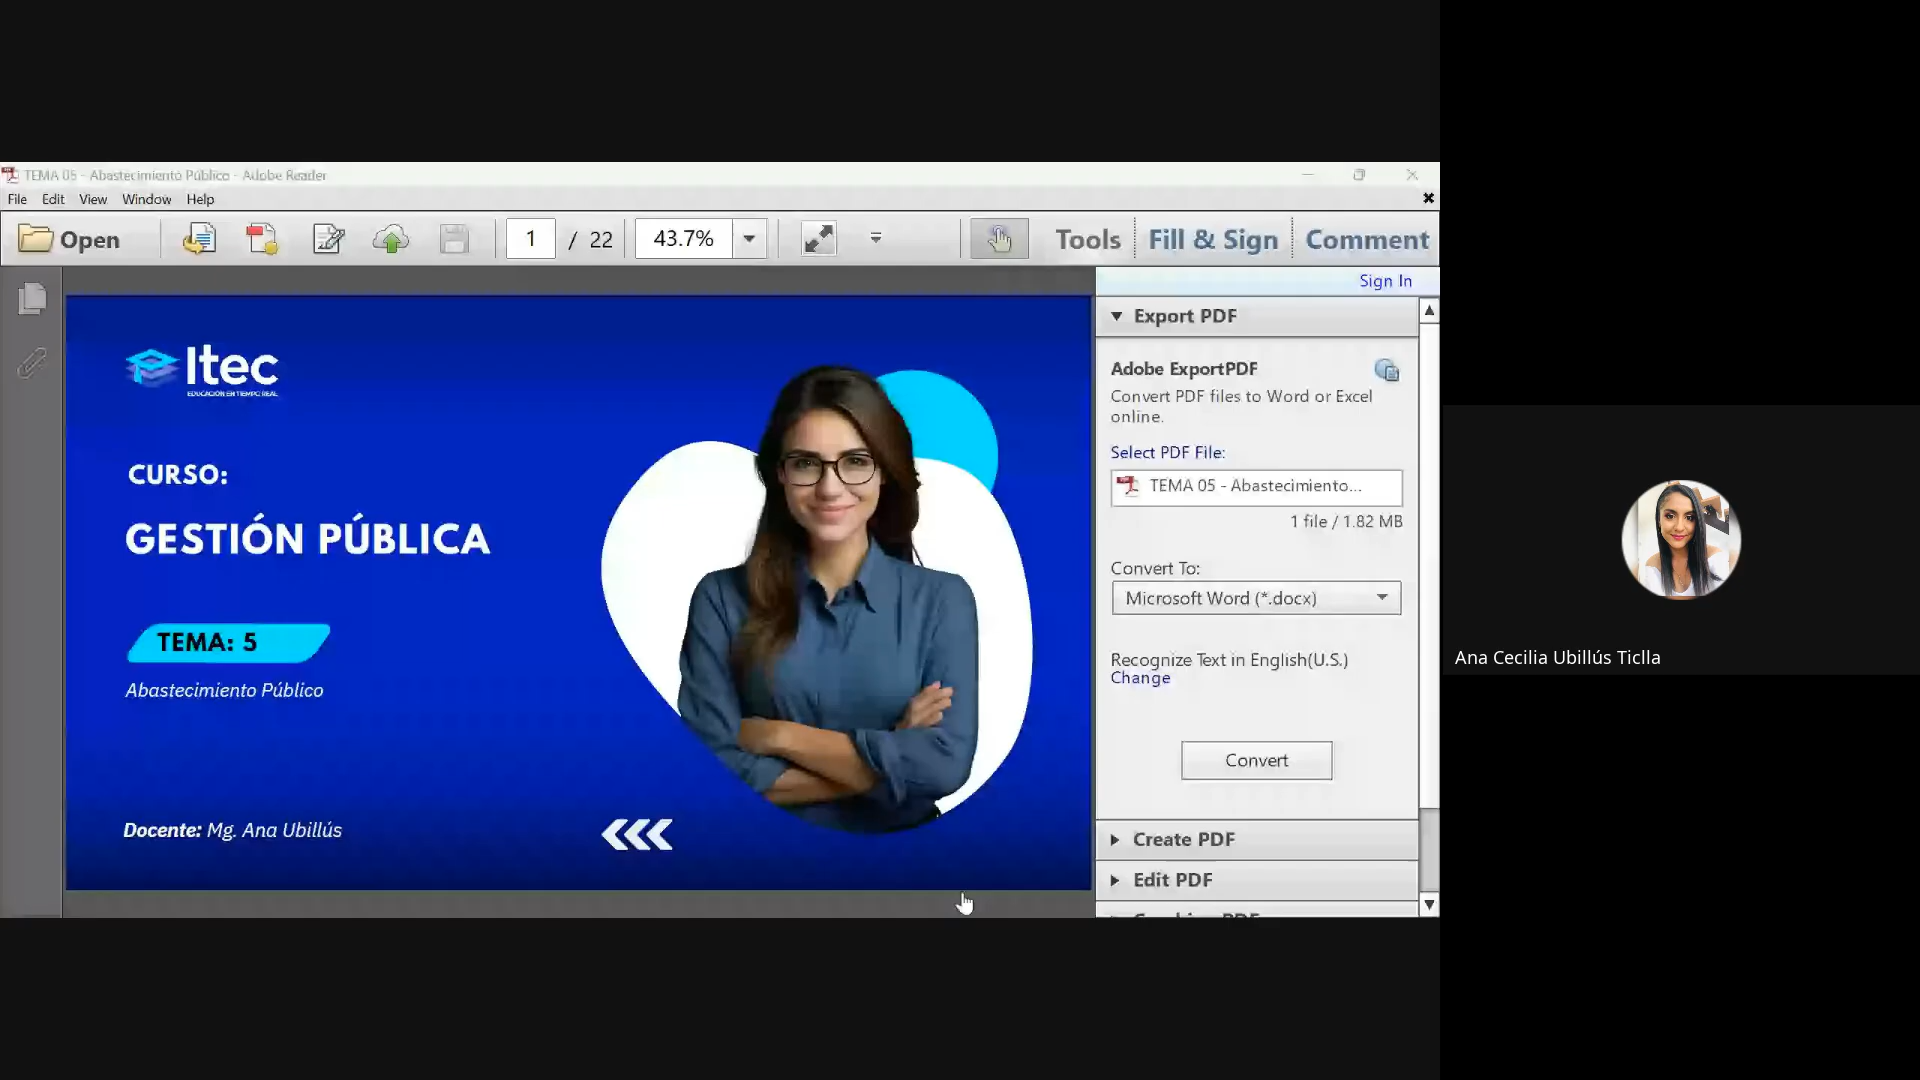 TEMA 05 - Abastecimiento Público - Adobe Reader
File Edit View Window Help
Open
1 / 22
43.7%
Tools
Fill & Sign
Comment
Sign In
Itec
EDUCACIÓN EN TIEMPO REAL
CURSO:
GESTIÓN PÚBLICA
TEMA: 5
Abastecimiento Público
Docente: Mg. Ana Ubillús
Export PDF
Adobe ExportPDF
Convert PDF files to Word or Excel
online.
Select PDF File:
TEMA 05 - Abastecimiento...
1 file / 1.82 MB
Convert To:
Microsoft Word (*.docx)
Recognize Text in English(U.S.)
Change
Convert
Create PDF
Edit PDF
Ana Cecilia Ubillús Ticlla